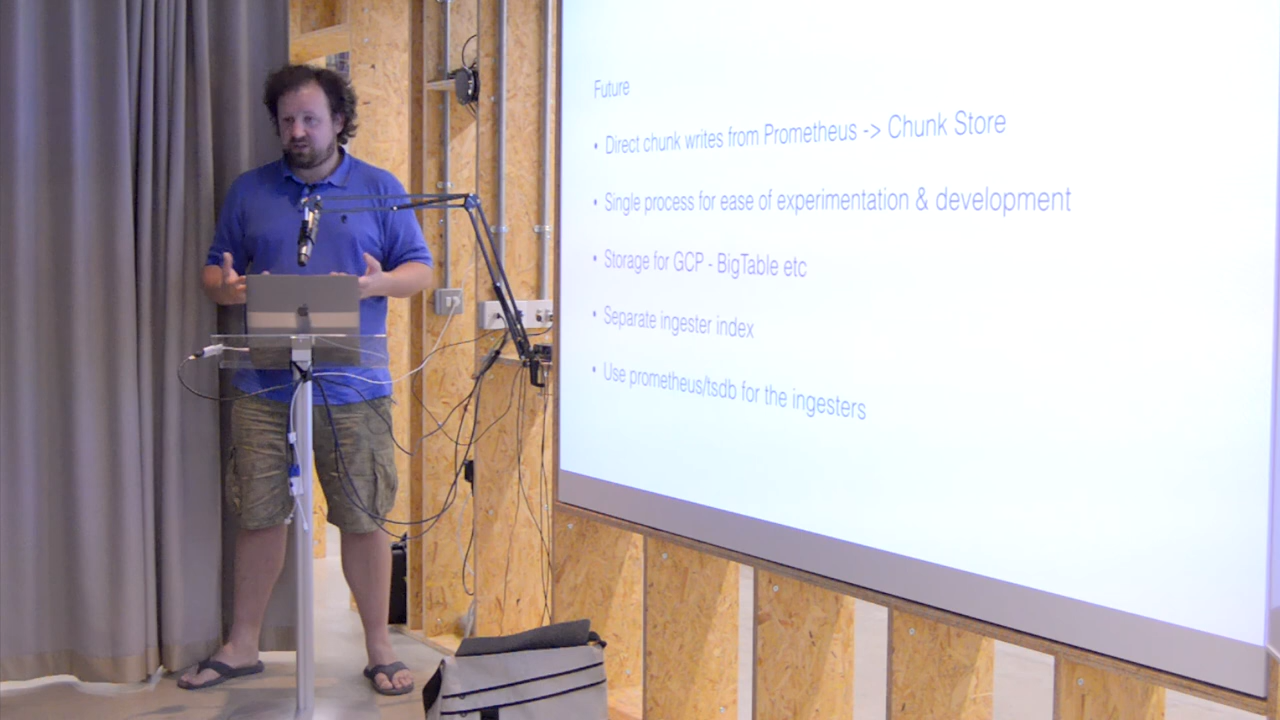 Future
• Direct chunk writes from Prometheus -> Chunk Store
• Single process for ease of experimentation & development
• Storage for GCP - BigTable etc
• Separate ingester index
• Use prometheus/tsdb for the ingesters